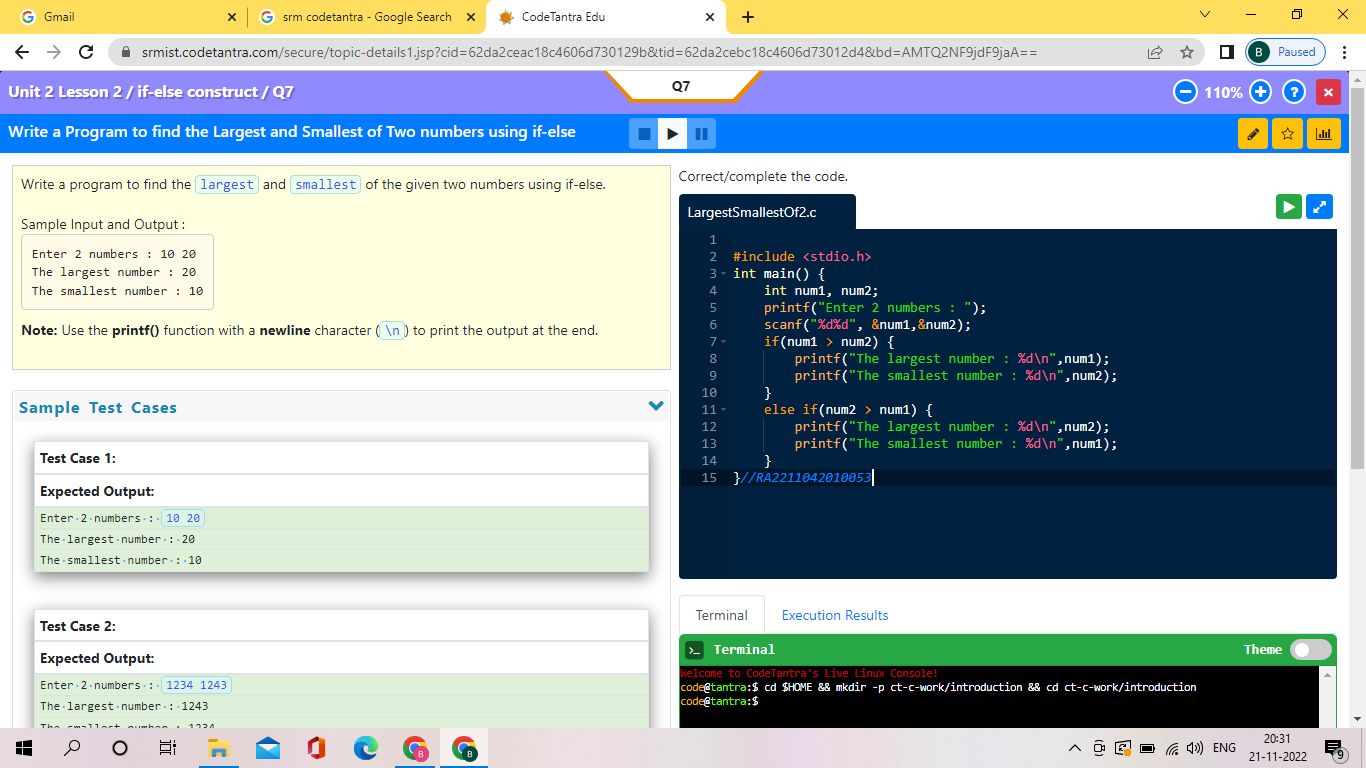 Gmail
srm codetantra - Google Search
CodeTantra Edu
srmist.codetantra.com/secure/topic-details1.jsp?cid=62da2ceac18c4606d730129b&tid=62da2cebc18c4606d73012d4&bd=AMTQ2NF9jdF9jaA==
B Paused
Unit 2 Lesson 2 / if-else construct / Q7
Q7
110%
Write a Program to find the Largest and Smallest of Two numbers using if-else
Write a program to find the largest and smallest of the given two numbers using if-else.
Sample Input and Output :
Enter 2 numbers : 10 20
The largest number : 20
The smallest number : 10
Note: Use the printf() function with a newline character ( \n ) to print the output at the end.
Sample Test Cases
Test Case 1:
Expected Output:
Enter·2·numbers·:· 10 20
The·largest·number·:·20
The·smallest·number·:·10
Test Case 2:
Expected Output:
Enter·2·numbers·:· 1234 1243
The·largest·number·:·1243
The·smallest·number·:·1234
Correct/complete the code.
LargestSmallestOf2.c
1
2 #include <stdio.h>
3 int main() {
4 int num1, num2;
5 printf("Enter 2 numbers : ");
6 scanf("%d%d", &num1,&num2);
7 if(num1 > num2) {
8 printf("The largest number : %d\n",num1);
9 printf("The smallest number : %d\n",num2);
10 }
11 else if(num2 > num1) {
12 printf("The largest number : %d\n",num2);
13 printf("The smallest number : %d\n",num1);
14 }
15 }//RA2211042010053
Terminal
Execution Results
Terminal
Theme
Welcome to CodeTantra's Live Linux Console!
code@tantra:$ cd $HOME && mkdir -p ct-c-work/introduction && cd ct-c-work/introduction
code@tantra:$
B
B
ENG
20:31
21-11-2022
9